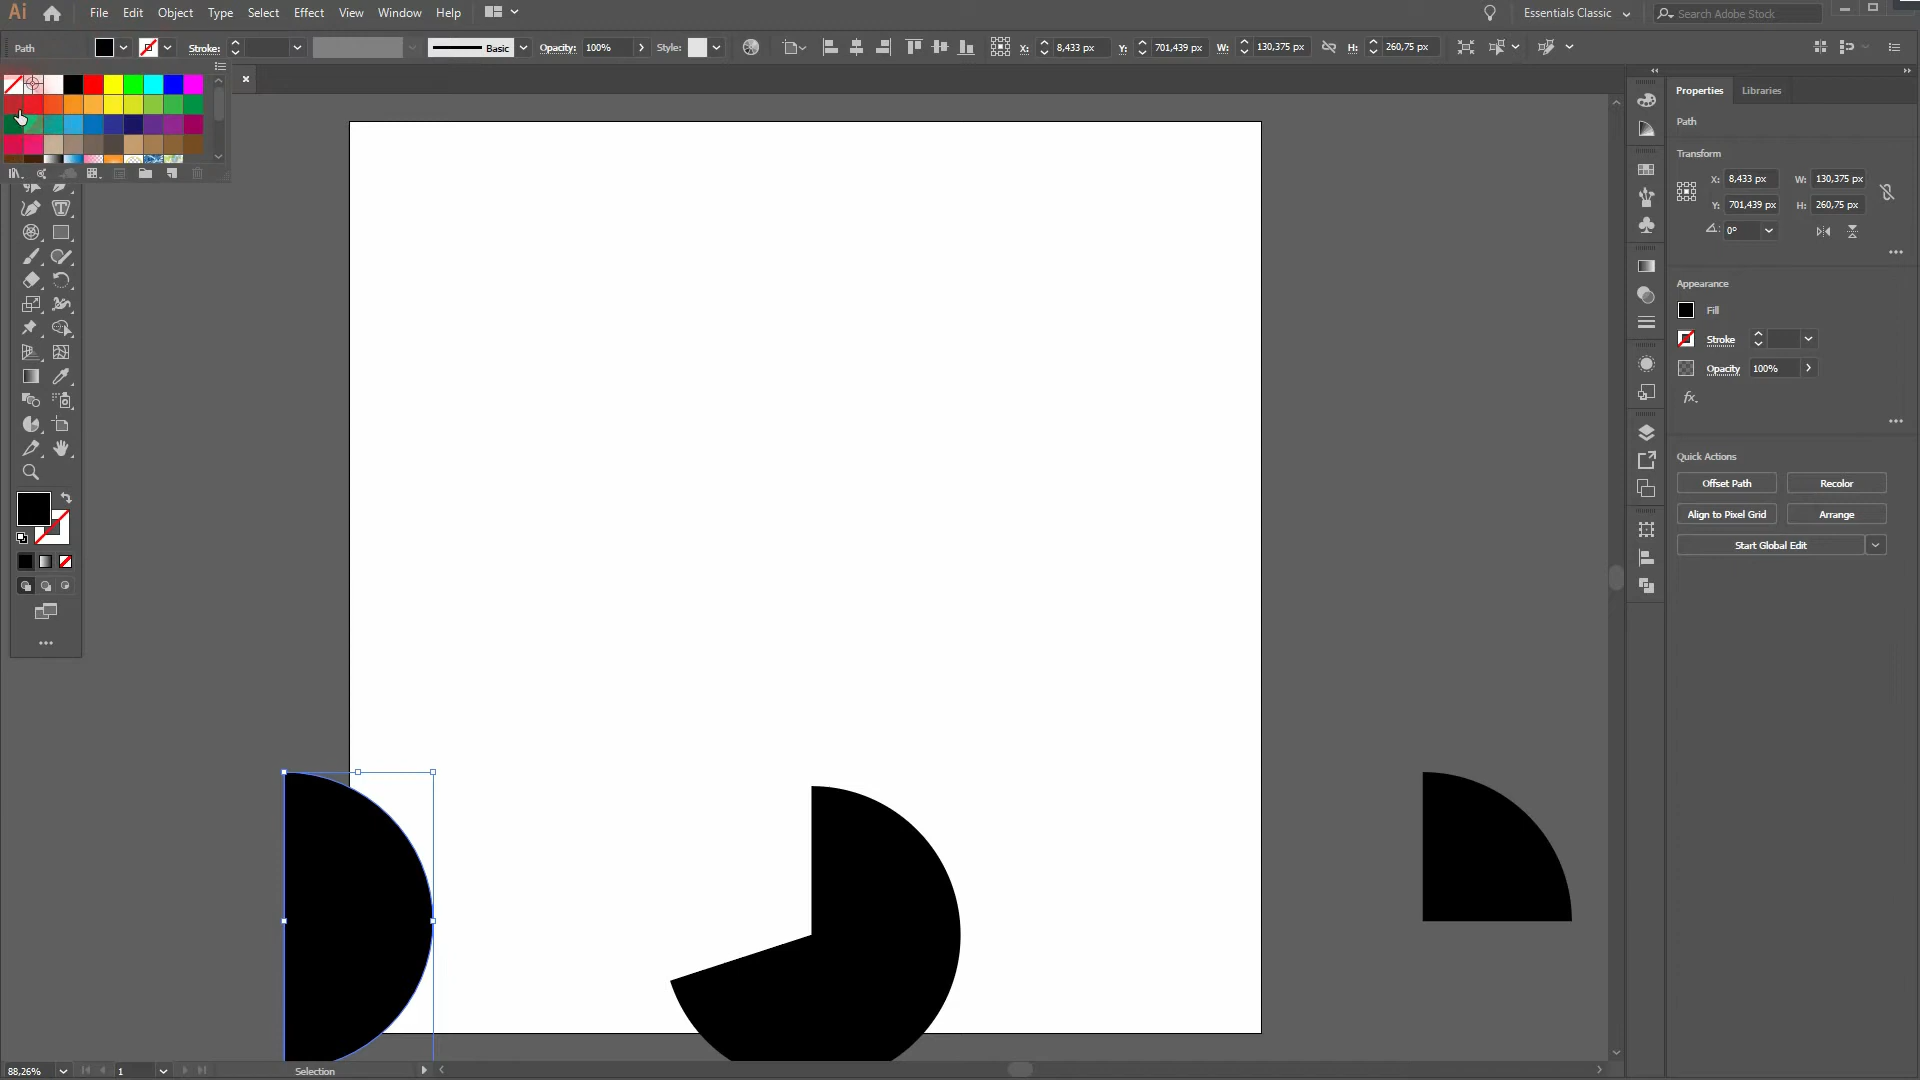 Ai File Edit Object Type Select Effect View Window Help Essentials Classic Search Adobe Stock
Path Stroke: Basic Opacity: 100% Style: X: 8,433 px Y: 701,439 px W: 130,375 px H: 260,75 px
Properties Libraries
Path
Transform
X: 8,433 px W: 130,375 px
Y: 701,439 px H: 260,75 px
0°
Appearance
Fill
Stroke
Opacity 100%
fx.
Quick Actions
Offset Path Recolor
Align to Pixel Grid Arrange
Start Global Edit
88,26% 1 Selection